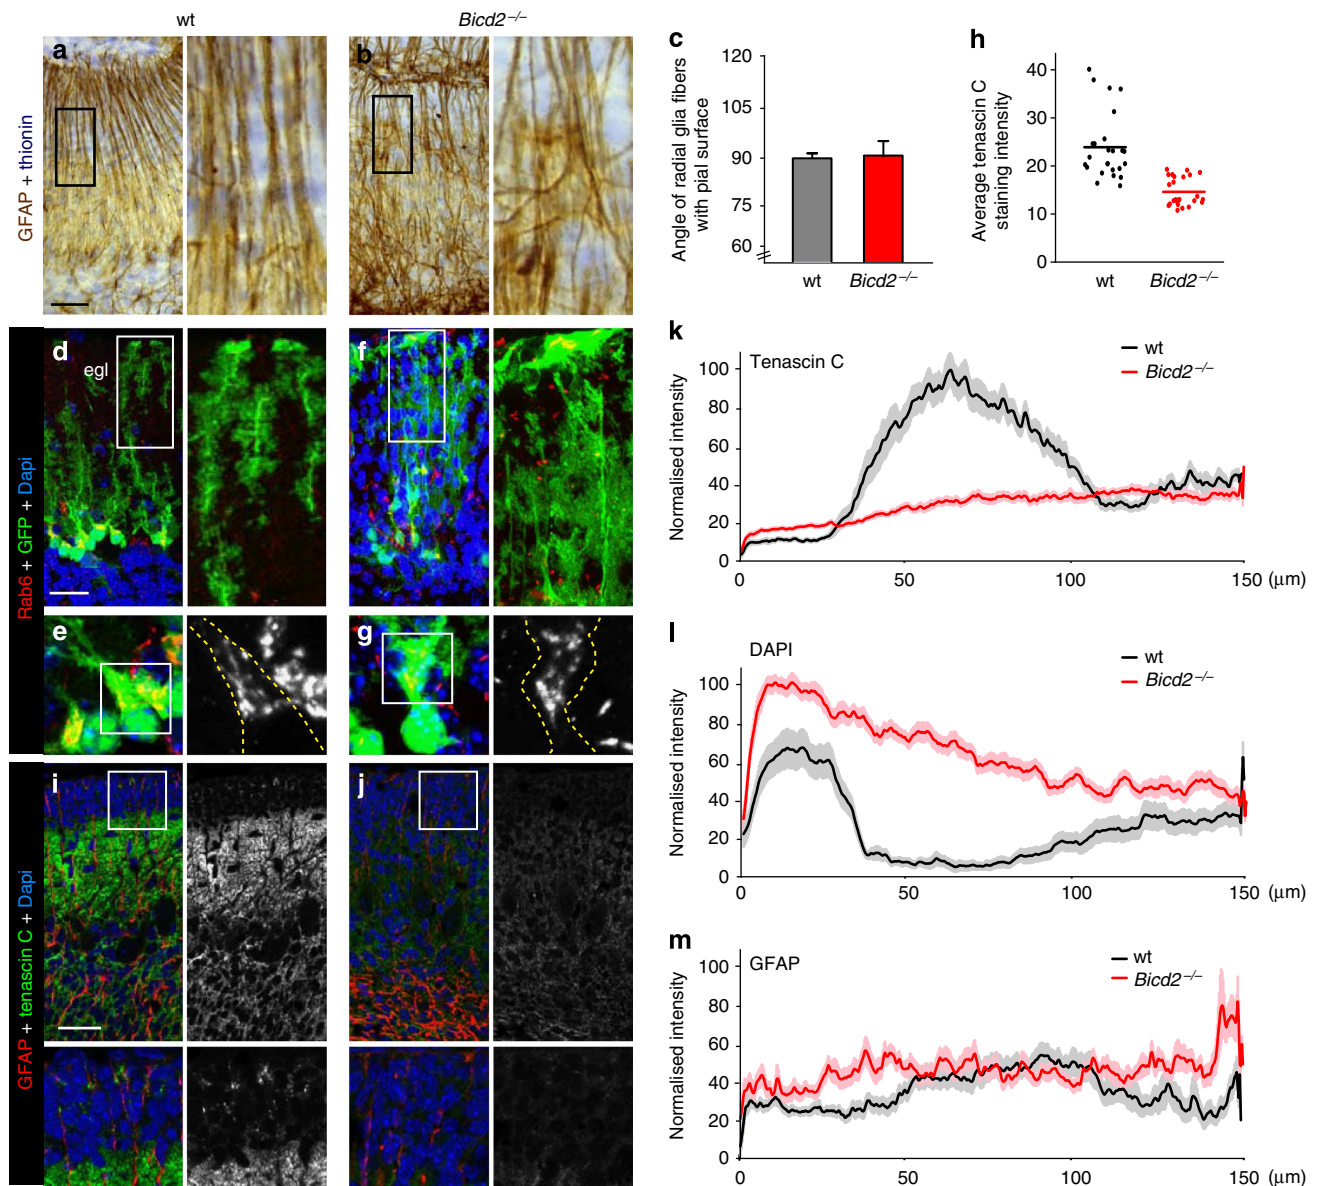 wt
Bicd2−/−
a
b
GFAP + thionin
c
120
105
90
75
60
Angle of radial glia fibers
with pial surface
wt
Bicd2−/−
h
40
30
20
10
0
Average tenascin C
staining intensity
wt
Bicd2−/−
d
egl
f
e
g
Rab6 + GFP + Dapi
i
j
GFAP + tenascin C + Dapi
k
Tenascin C
wt
Bicd2−/−
Normalised intensity
100
80
60
40
20
0
0
50
100
150 (μm)
l
DAPI
wt
Bicd2−/−
Normalised intensity
100
80
60
40
20
0
0
50
100
150 (μm)
m
GFAP
wt
Bicd2−/−
Normalised intensity
100
80
60
40
20
0
0
50
100
150 (μm)